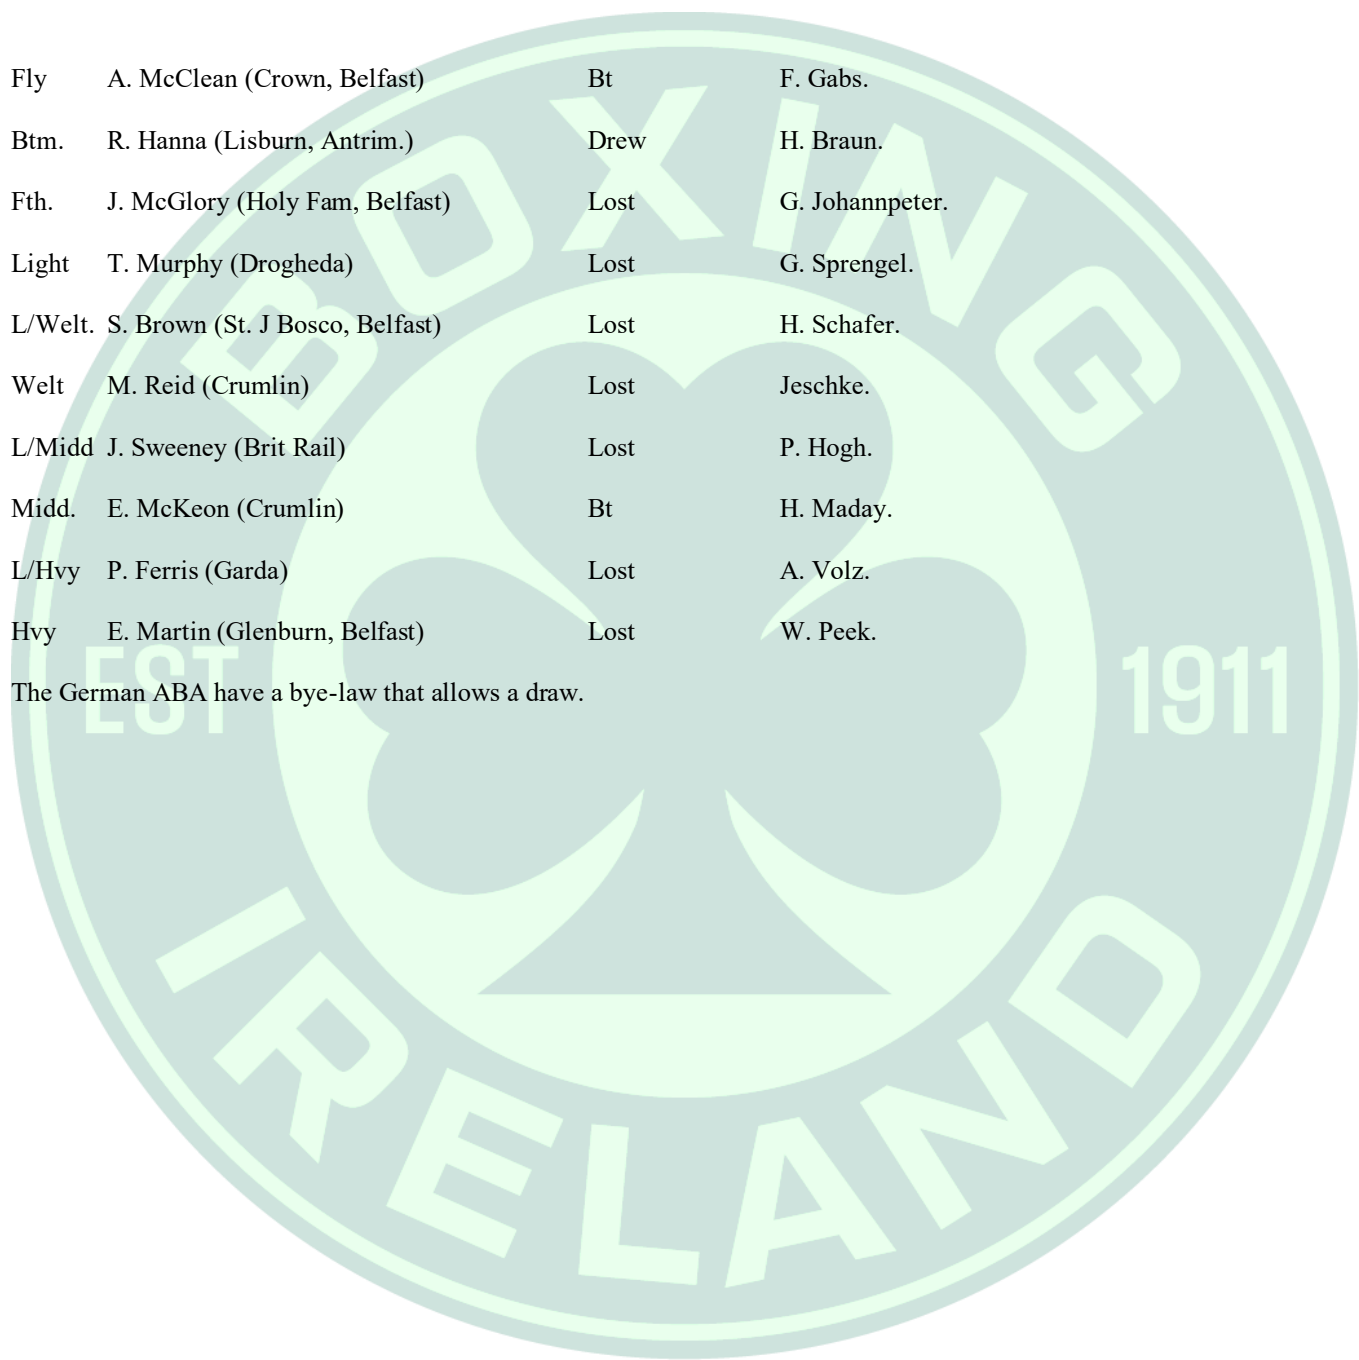 Fly A. McClean (Crown, Belfast) Bt F. Gabs.
Btm. R. Hanna (Lisburn, Antrim.) Drew H. Braun.
Fth. J. McGlory (Holy Fam, Belfast) Lost G. Johannpeter.
Light T. Murphy (Drogheda) Lost G. Sprengel.
L/Welt. S. Brown (St. J Bosco, Belfast) Lost H. Schafer.
Welt M. Reid (Crumlin) Lost Jeschke.
L/Midd J. Sweeney (Brit Rail) Lost P. Hogh.
Midd. E. McKeon (Crumlin) Bt H. Maday.
L/Hvy P. Ferris (Garda) Lost A. Volz.
Hvy E. Martin (Glenburn, Belfast) Lost W. Peek.
The German ABA have a bye-law that allows a draw.
BOXING
EST 1911
IRELAND